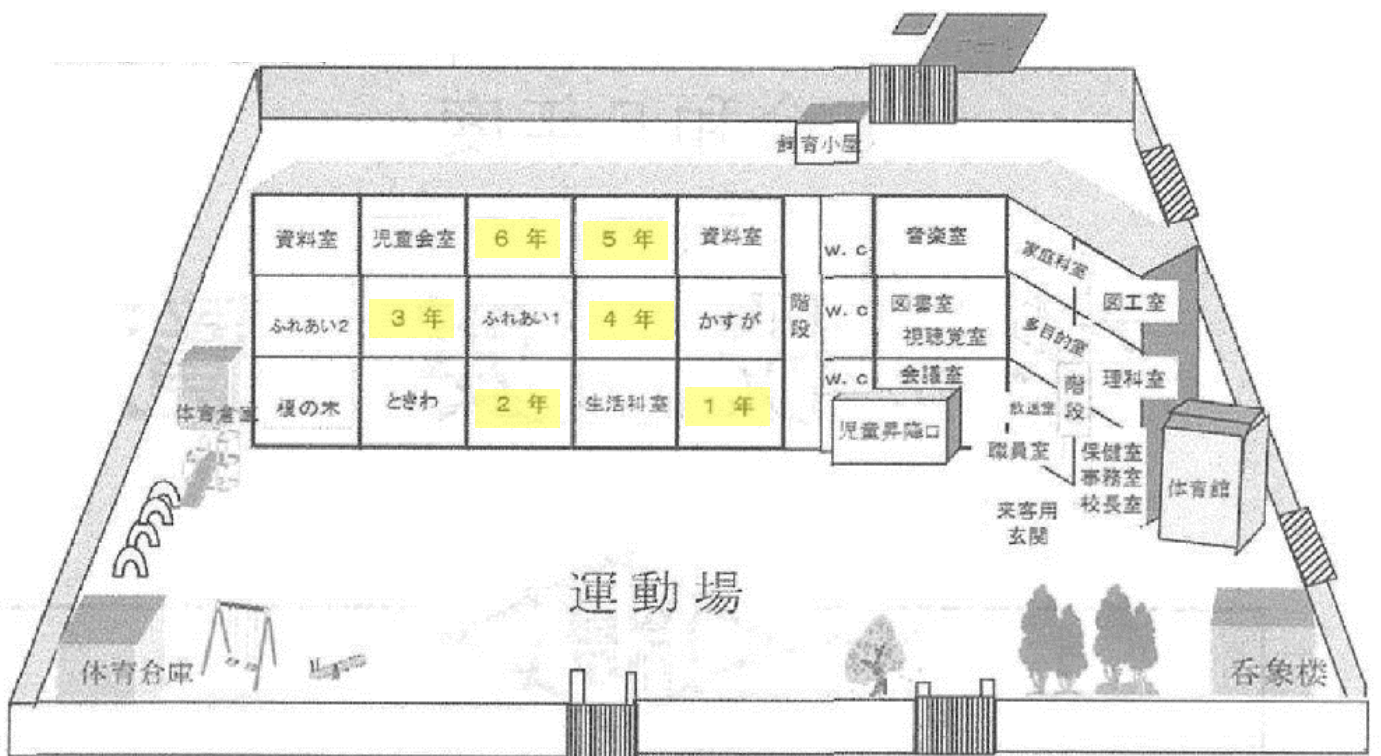 飼育小屋
資料室 児童会室 6 年 5 年 資料室 w.c 音楽室 家庭科室 図工室
ふれあい2 3 年 ふれあい1 4 年 かすが 階段 w.c 図書室 視聴覚室 多目的室 理科室
榎の木 ときわ 2 年 生活科室 1 年 w.c 会議室 放送室 階段
体育倉庫
児童昇降口
職員室
保健室
事務室
校長室
体育館
来客用
玄関
運動場
体育倉庫
呑象楼